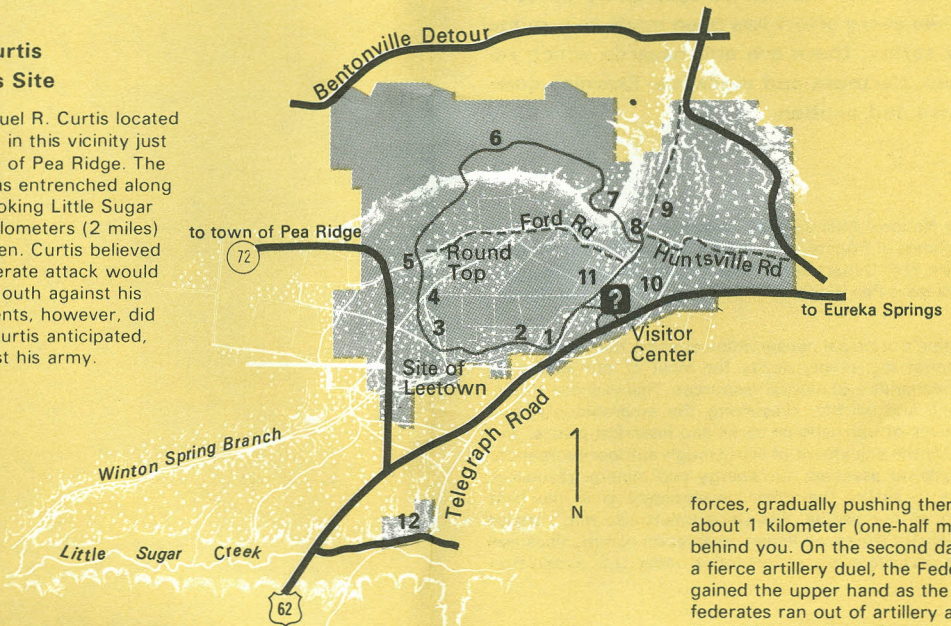 urtis
s Site
uel R. Curtis located
in this vicinity just
of Pea Ridge. The
as entrenched along
oking Little Sugar
lometers (2 miles)
en. Curtis believed
erate attack would
outh against his
ents, however, did
urtis anticipated,
st his army.
Bentonville Detour
6
7
8
9
to town of Pea Ridge
72
Ford Rd
Round
Top
Huntsville Rd
5
11
10
?
4
3
2
1
to Eureka Springs
Visitor
Center
Site of
Leetown
Telegraph Road
Winton Spring Branch
N
12
Little Sugar Creek
62
forces, gradually pushing ther
about 1 kilometer (one-half m
behind you. On the second da
a fierce artillery duel, the Fede
gained the upper hand as the
federates ran out of artillery a